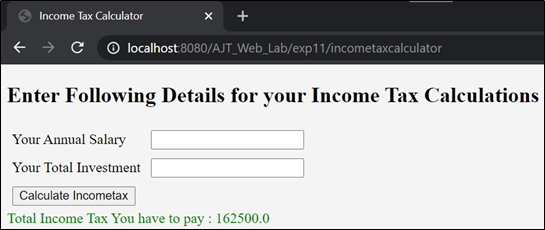 Income Tax Calculator
localhost:8080/AJT_Web_Lab/exp11/incometaxcalculator
Enter Following Details for your Income Tax Calculations
Your Annual Salary
Your Total Investment
Calculate Incometax
Total Income Tax You have to pay : 162500.0